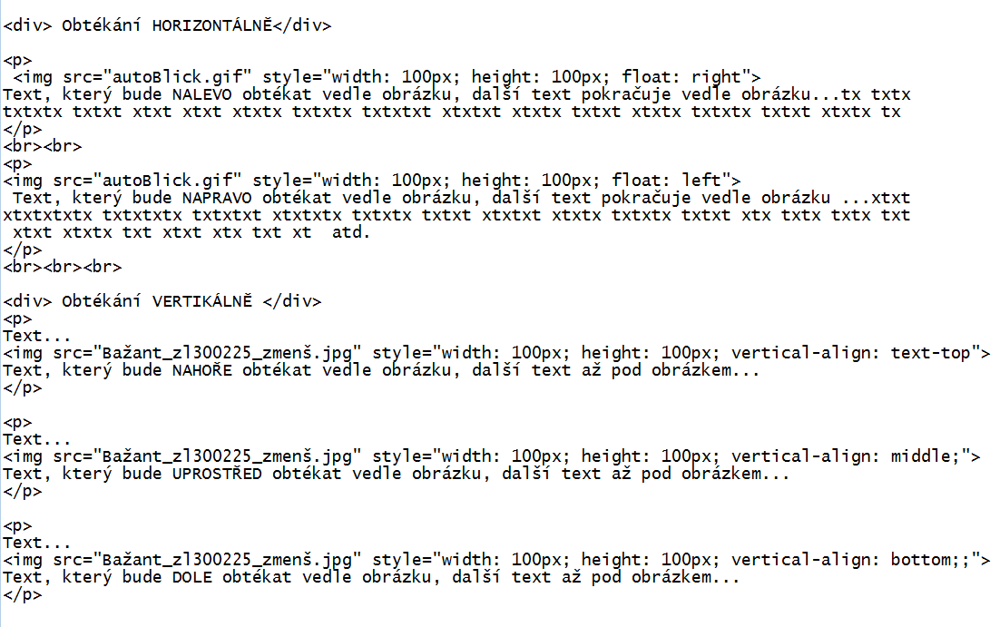 <div> Obtékání HORIZONTÁLNĚ</div>
<p>
<img src="autoBlick.gif" style="width: 100px; height: 100px; float: right">
Text, který bude NALEVO obtékat vedle obrázku, další text pokračuje vedle obrázku...tx txtx
txtxtx txtxt xtxt xtxt xtxtx txtxtx txtxtxt xtxtxt xtxtx txtxt xtxtx txtxtx txtxt xtxtx tx
</p>
<br><br>
<p>
<img src="autoBlick.gif" style="width: 100px; height: 100px; float: left">
Text, který bude NAPRAVO obtékat vedle obrázku, další text pokračuje vedle obrázku ...xtxt
xtxtxtxtx txtxtxtx txtxtxt xtxtxtx txtxtx txtxt xtxtxt xtxtx txtxtx txtxt xtx txtx txtx txt
xtxt xtxtx txt xtxt xtx txt xt  atd.
</p>
<br><br><br>
<div> Obtékání VERTIKÁLNĚ </div>
<p>
Text...
<img src="Bažant_zl300225_zmenš.jpg" style="width: 100px; height: 100px; vertical-align: text-top">
Text, který bude NAHOŘE obtékat vedle obrázku, další text až pod obrázkem...
</p>
<p>
Text...
<img src="Bažant_zl300225_zmenš.jpg" style="width: 100px; height: 100px; vertical-align: middle;">
Text, který bude UPROSTŘED obtékat vedle obrázku, další text až pod obrázkem...
</p>
<p>
Text...
<img src="Bažant_zl300225_zmenš.jpg" style="width: 100px; height: 100px; vertical-align: bottom;;">
Text, který bude DOLE obtékat vedle obrázku, další text až pod obrázkem...
</p>